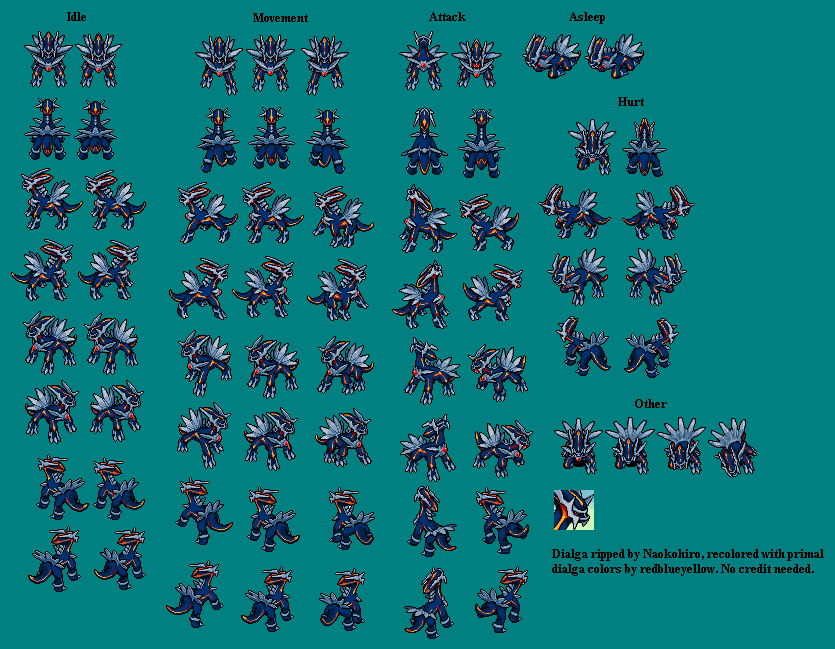 Idle
Movement
Attack
Asleep
Hurt
Other
Dialga ripped by Naokohiro, recolored with primal
dialga colors by redblueyellow. No credit needed.